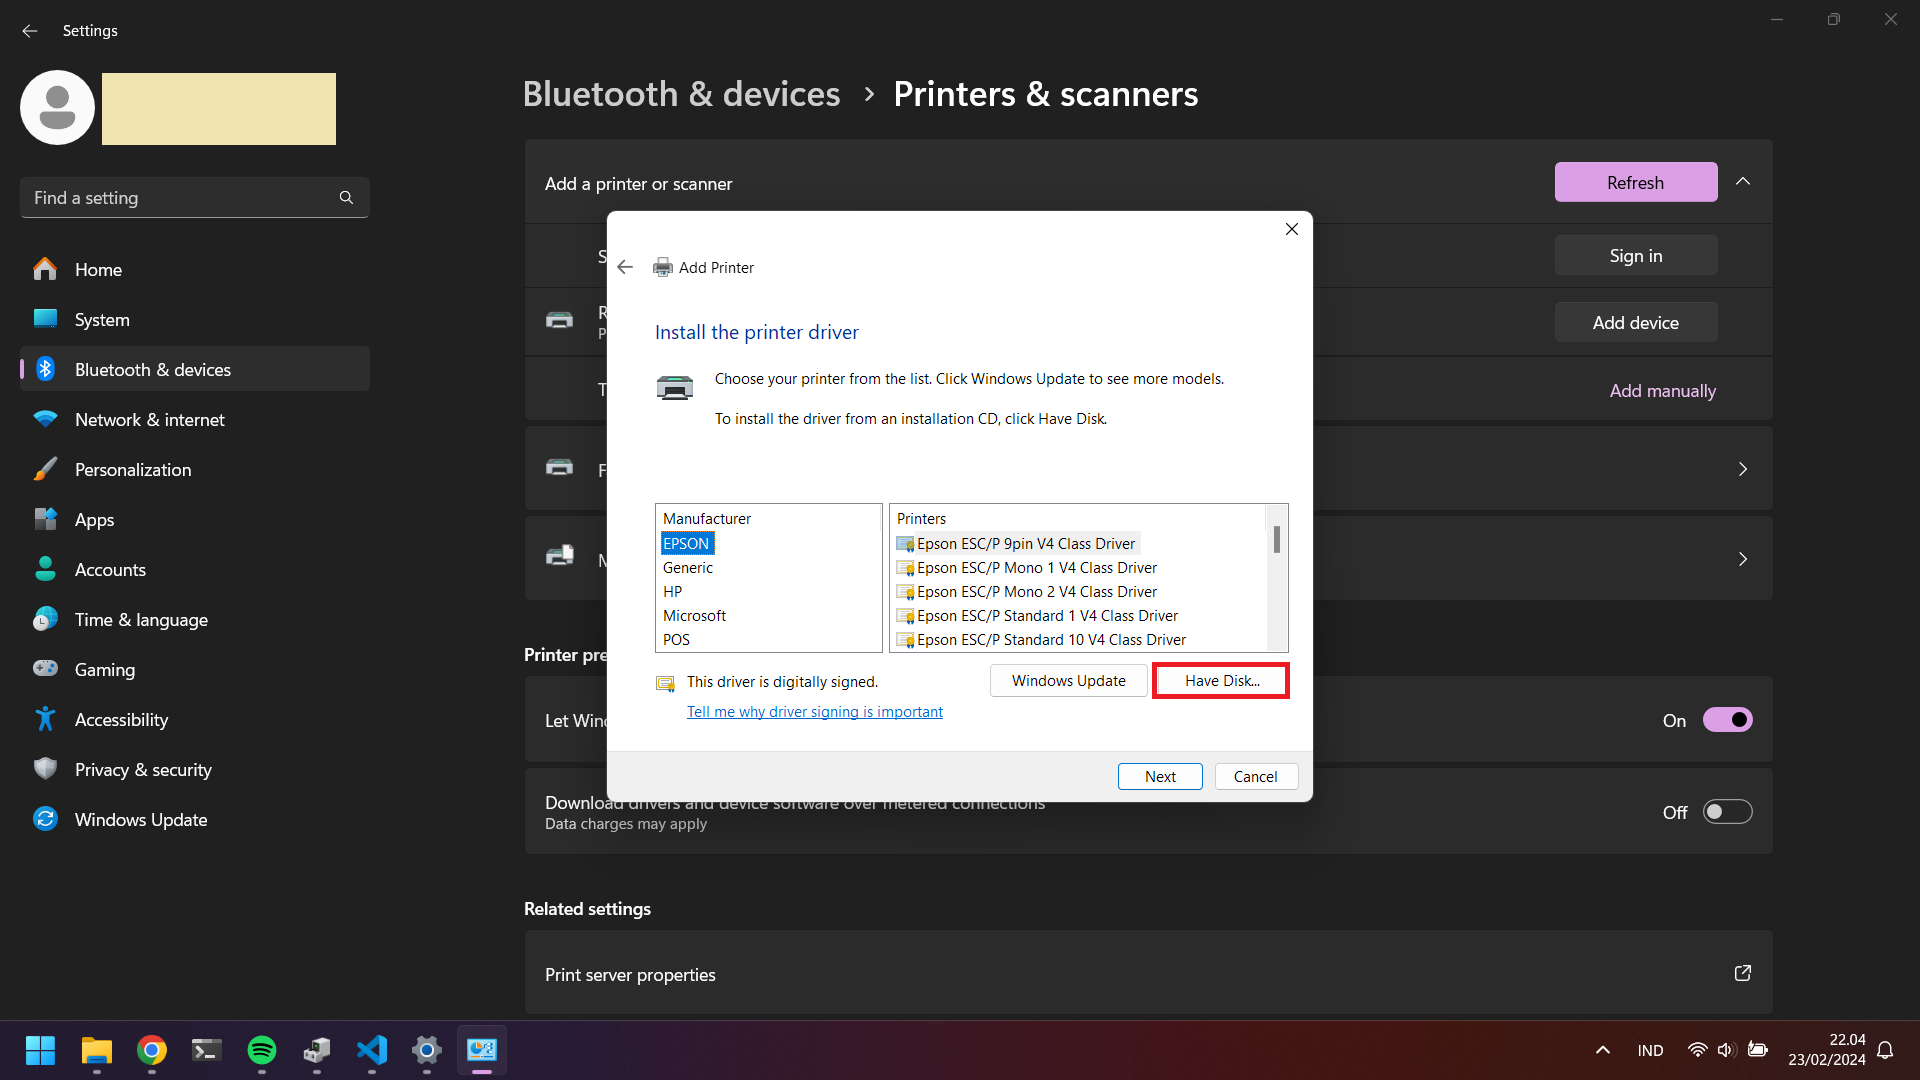 Settings
Find a setting
Home
System
Bluetooth & devices
Network & internet
Personalization
Apps
Accounts
Time & language
Gaming
Accessibility
Privacy & security
Windows Update
Bluetooth & devices > Printers & scanners
Add a printer or scanner
Refresh
S
Sign in
R
P
Add device
T
Add manually
F
M
Printer pre
Let Wind
On
Download drivers and device software over metered connections
Data charges may apply
Off
Related settings
Print server properties
Add Printer
Install the printer driver
Choose your printer from the list. Click Windows Update to see more models.
To install the driver from an installation CD, click Have Disk.
Manufacturer
EPSON
Generic
HP
Microsoft
POS
Printers
Epson ESC/P 9pin V4 Class Driver
Epson ESC/P Mono 1 V4 Class Driver
Epson ESC/P Mono 2 V4 Class Driver
Epson ESC/P Standard 1 V4 Class Driver
Epson ESC/P Standard 10 V4 Class Driver
This driver is digitally signed.
Tell me why driver signing is important
Windows Update
Have Disk...
Next
Cancel
IND
22.04
23/02/2024